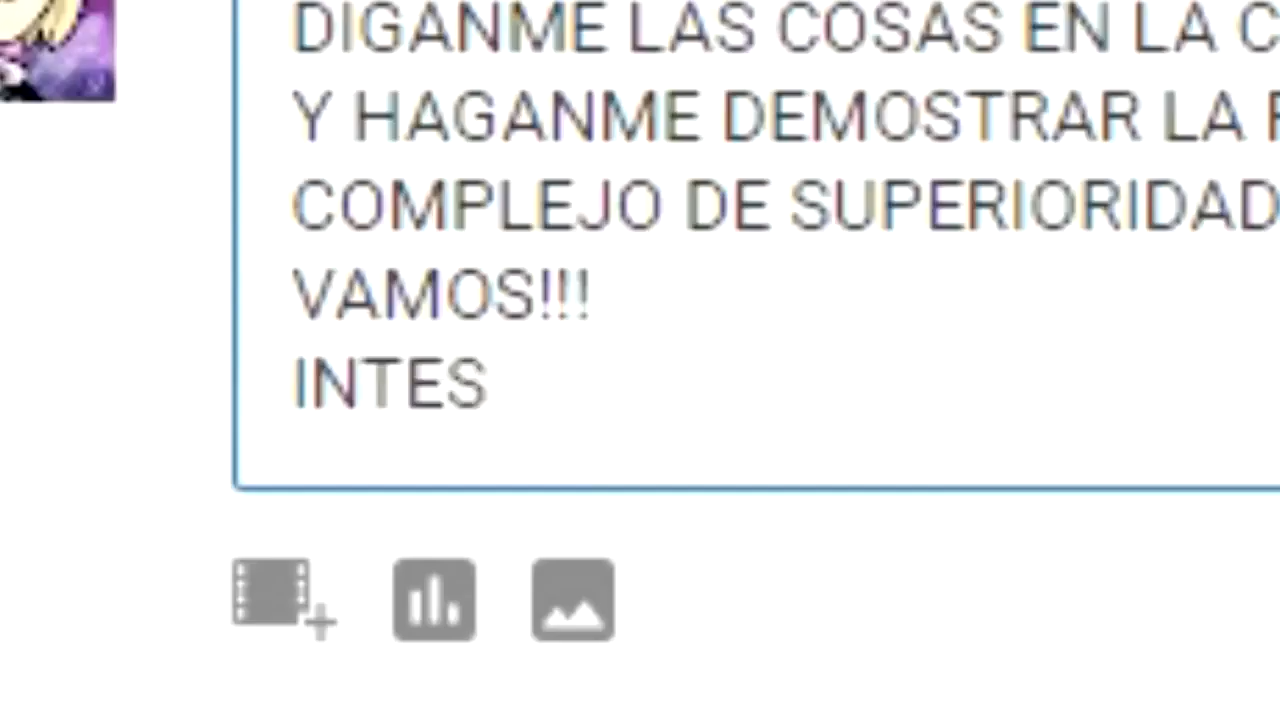 DIGANME LAS COSAS EN LA C
Y HAGANME DEMOSTRAR LA
COMPLEJO DE SUPERIORIDAD
VAMOS!!!
INTES